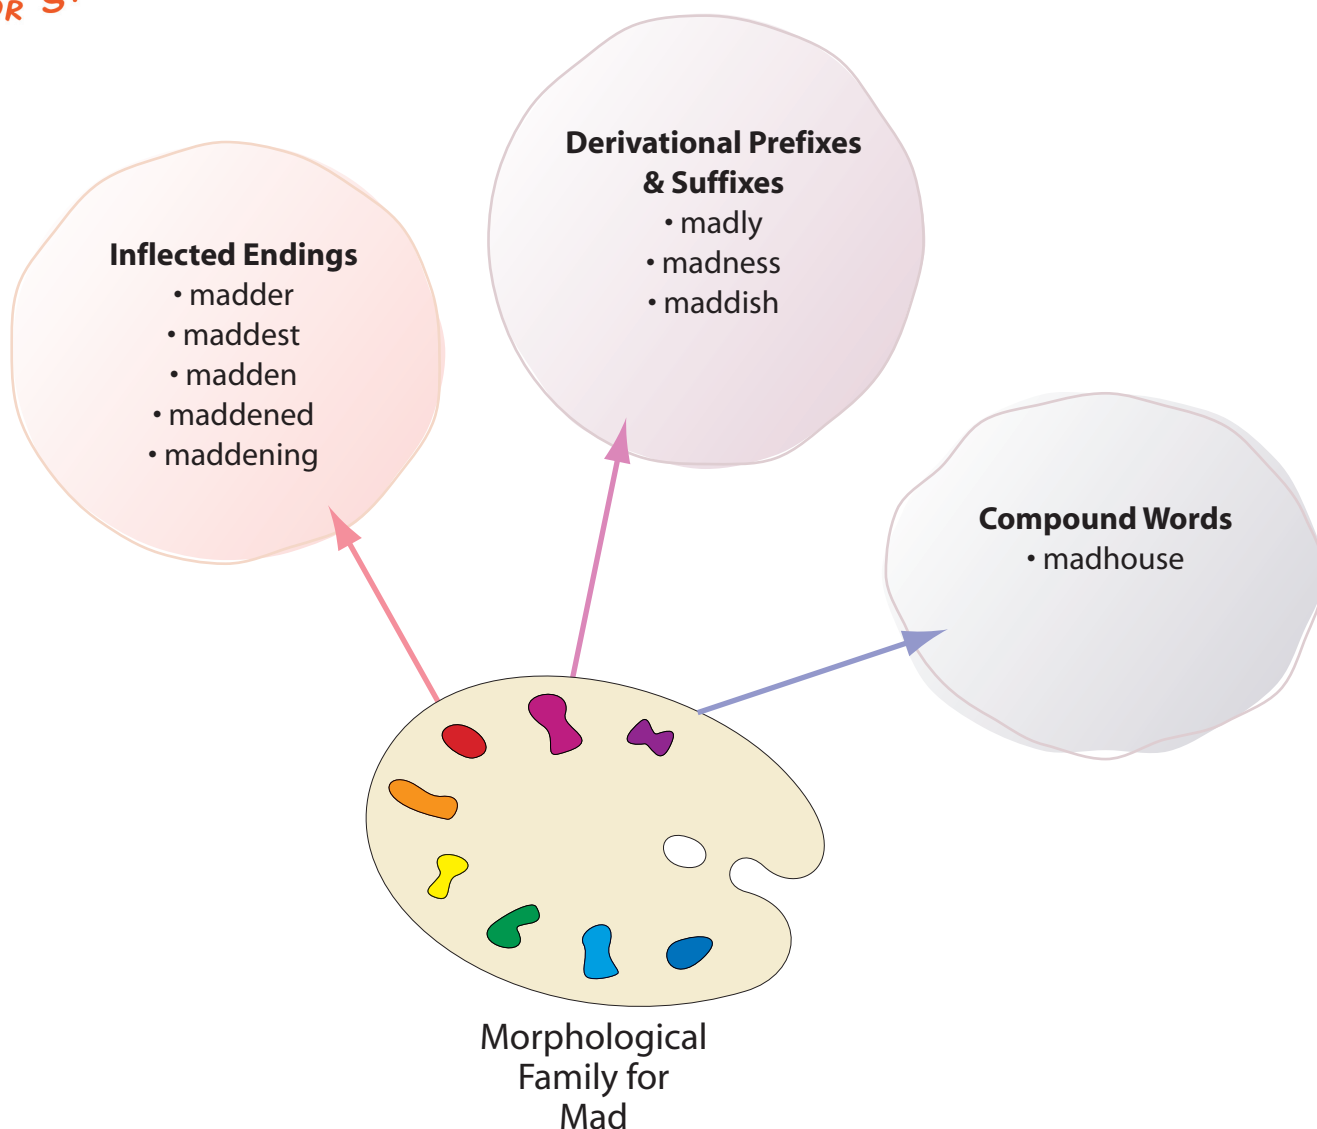 Inflected Endings
• madder
• maddest
• madden
• maddened
• maddening
Derivational Prefixes
& Suffixes
• madly
• madness
• maddish
Compound Words
• madhouse
Morphological
Family for
Mad